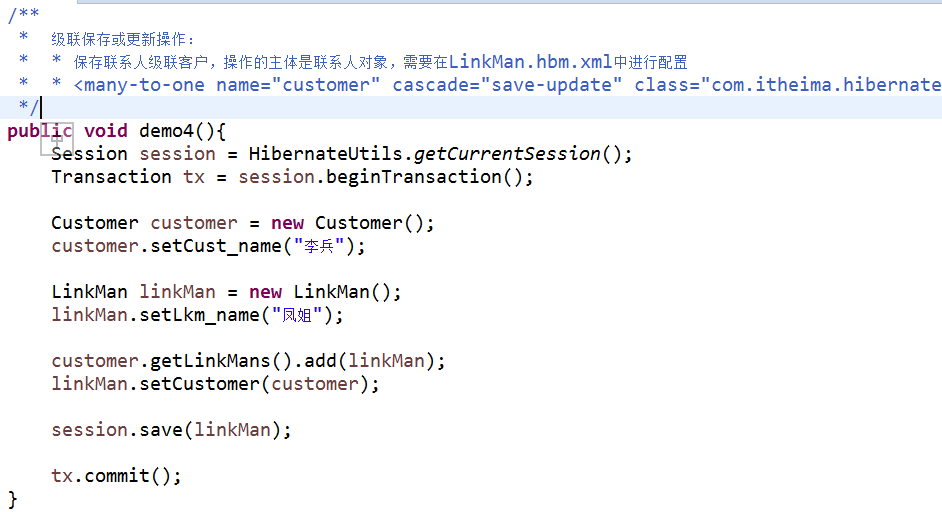 /**
 *  级联保存或更新操作：
 *  * 保存联系人级联客户，操作的主体是联系人对象，需要在LinkMan.hbm.xml中进行配置
 *  * <many-to-one name="customer" cascade="save-update" class="com.itheima.hibernate
 */
public void demo4(){
    Session session = HibernateUtils.getCurrentSession();
    Transaction tx = session.beginTransaction();

    Customer customer = new Customer();
    customer.setCust_name("李兵");

    LinkMan linkMan = new LinkMan();
    linkMan.setLkm_name("凤姐");

    customer.getLinkMans().add(linkMan);
    linkMan.setCustomer(customer);

    session.save(linkMan);

    tx.commit();
}